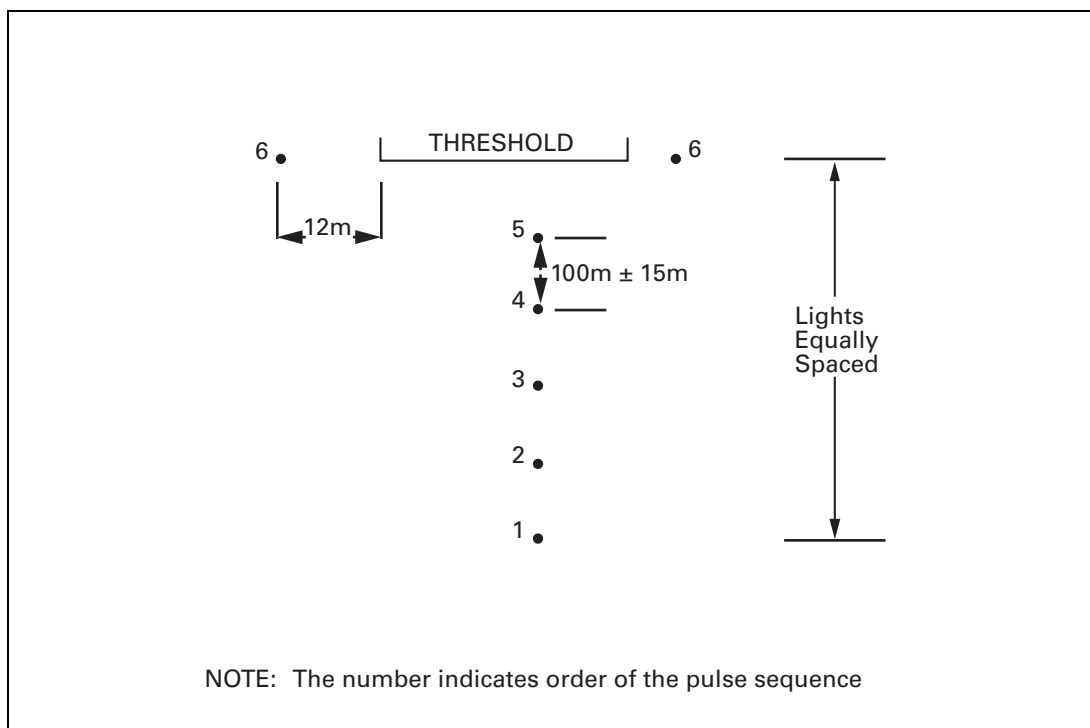 THRESHOLD
6
6
12m
5
100m ± 15m
4
Lights
Equally
Spaced
3
2
1
NOTE: The number indicates order of the pulse sequence